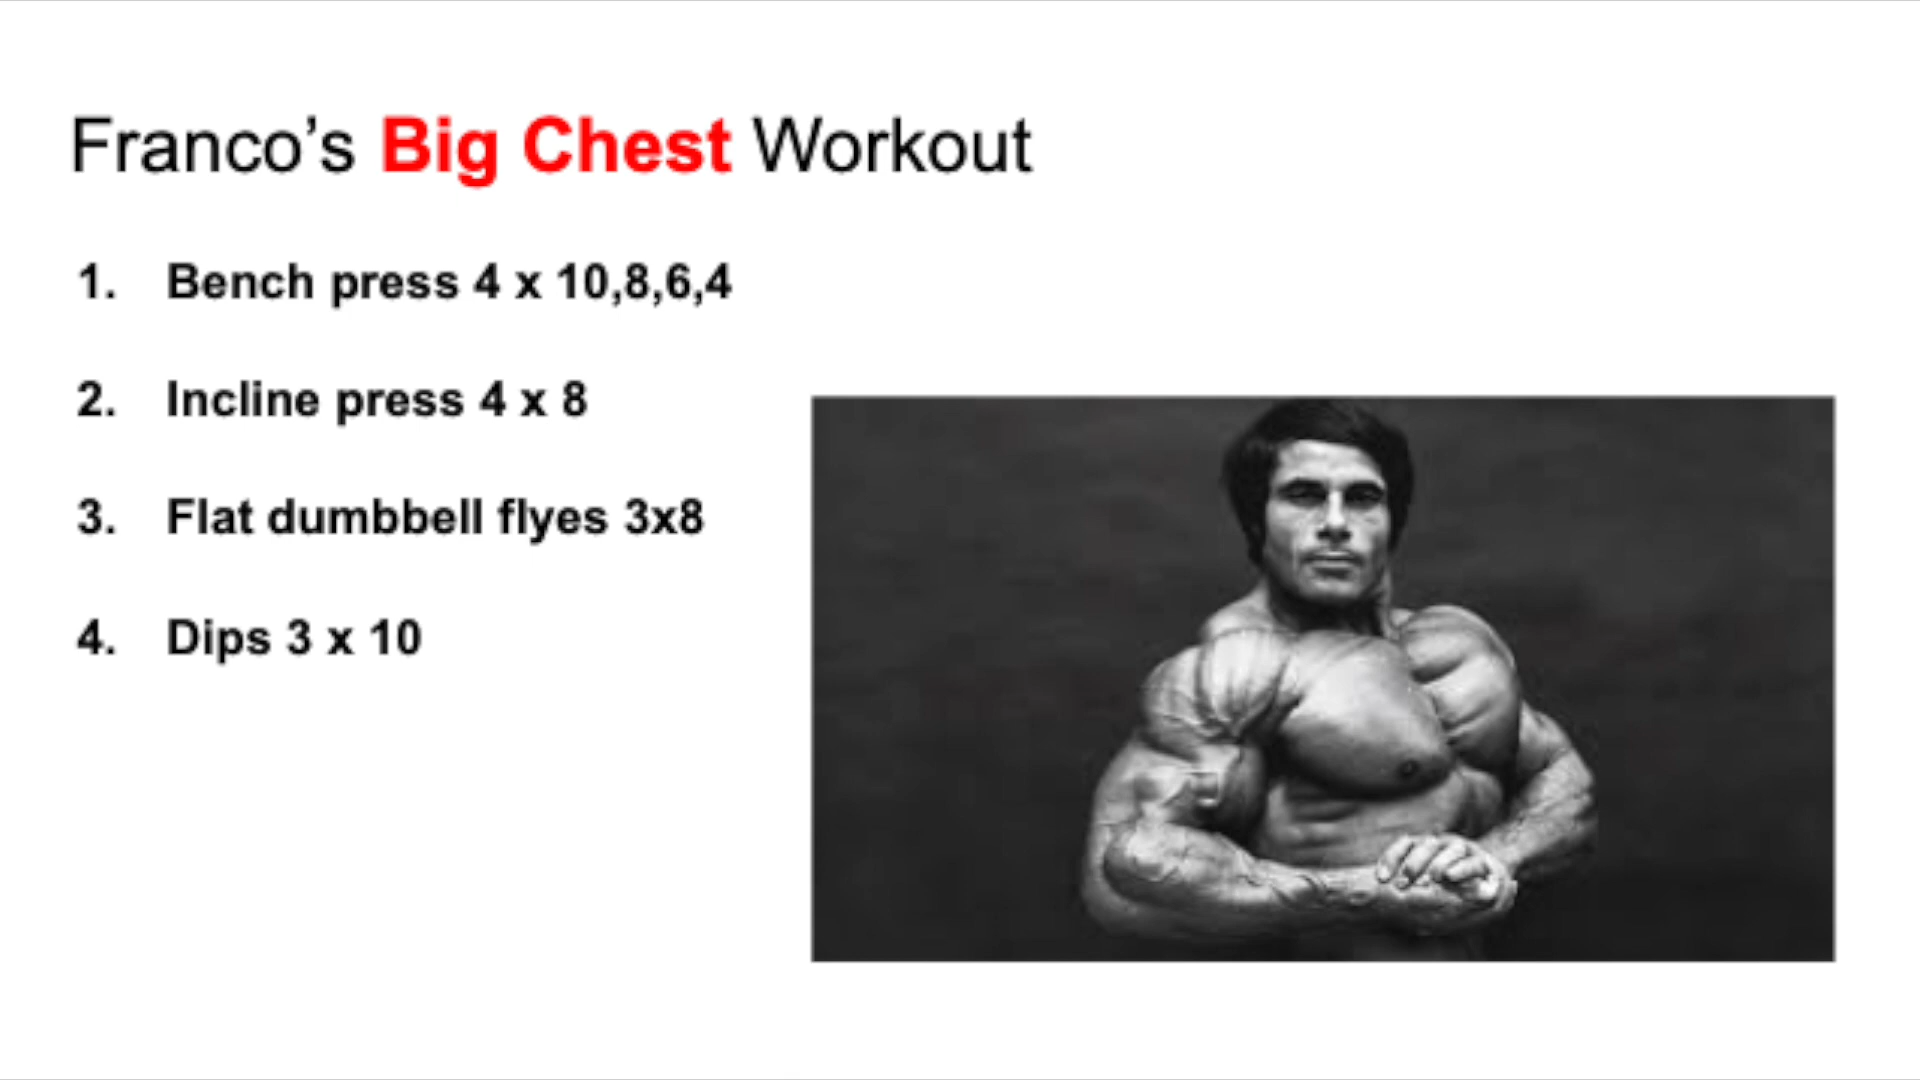 Franco’s Big Chest Workout
1. Bench press 4 x 10,8,6,4
2. Incline press 4 x 8
3. Flat dumbbell flyes 3x8
4. Dips 3 x 10